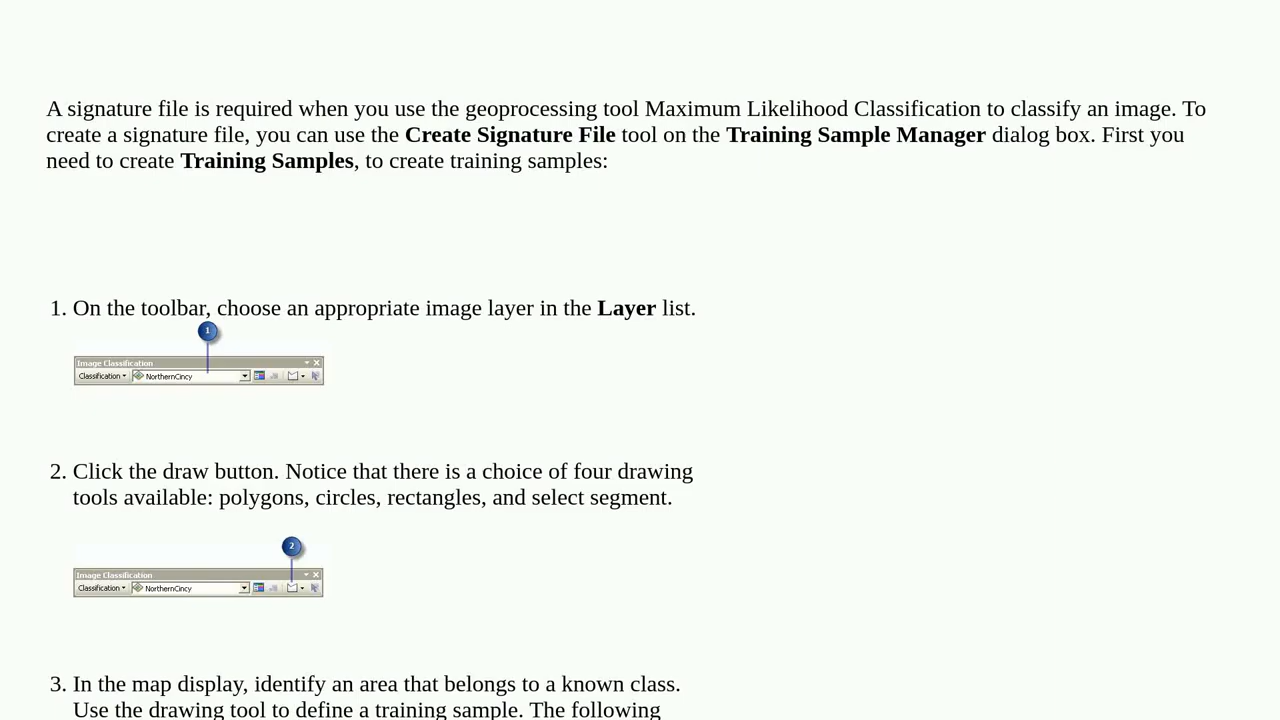 A signature file is required when you use the geoprocessing tool Maximum Likelihood Classification to classify an image. To
create a signature file, you can use the Create Signature File tool on the Training Sample Manager dialog box. First you
need to create Training Samples, to create training samples:
1. On the toolbar, choose an appropriate image layer in the Layer list.
1
Image Classification
Classification NorthernCincy
2. Click the draw button. Notice that there is a choice of four drawing
tools available: polygons, circles, rectangles, and select segment.
2
Image Classification
Classification NorthernCincy
3. In the map display, identify an area that belongs to a known class.
Use the drawing tool to define a training sample. The following